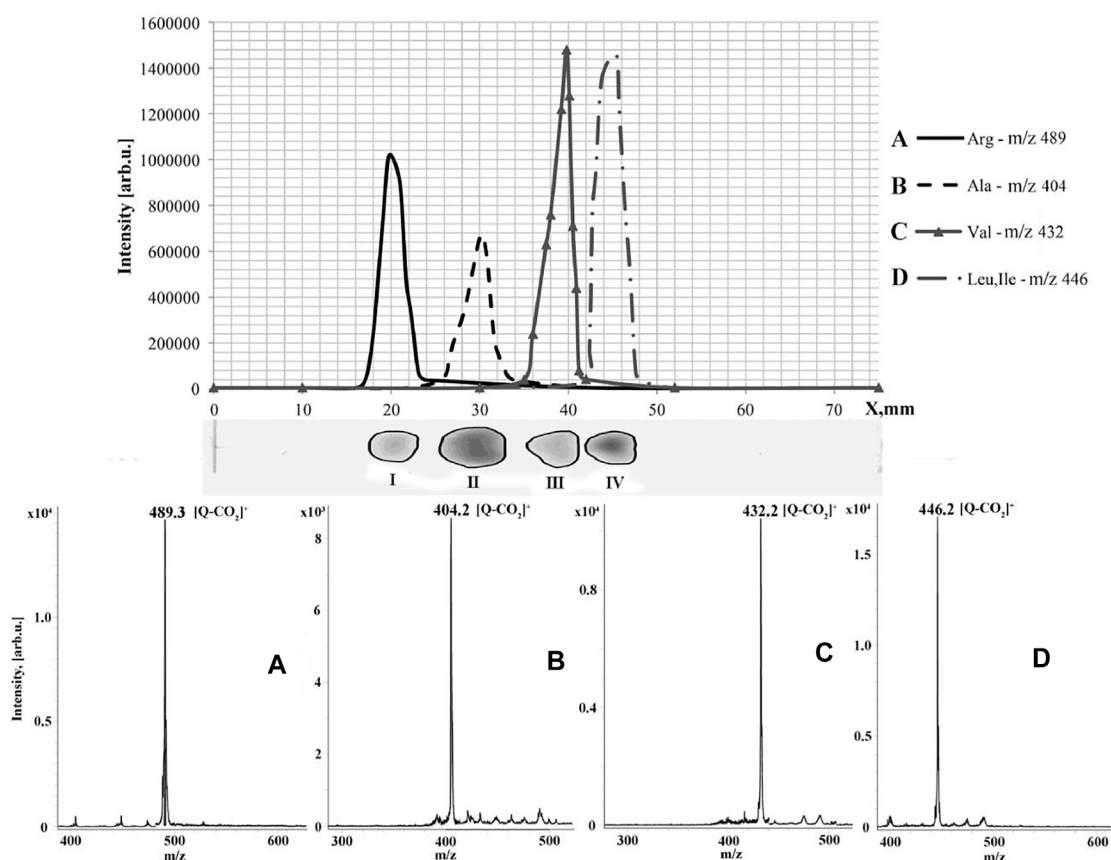 1600000
1400000
1200000
1000000
800000
600000
400000
200000
0
Intensity [arb.u.]
0 10 20 30 40 50 60 70 X,mm
A Arg - m/z 489
B Ala - m/z 404
C Val - m/z 432
D Leu,Ile - m/z 446
I II III IV
x10⁴
489.3 [Q-CO₂]⁺
1.0
0.5
0
Intensity, [arb.u.]
A
400 500 600
m/z
x10³
404.2 [Q-CO₂]⁺
8
6
4
2
0
B
300 400 500
m/z
x10⁴
432.2 [Q-CO₂]⁺
0.8
0.4
0
C
300 400 500
m/z
x10⁴
446.2 [Q-CO₂]⁺
1.5
1.0
0.5
0
D
400 500 600
m/z